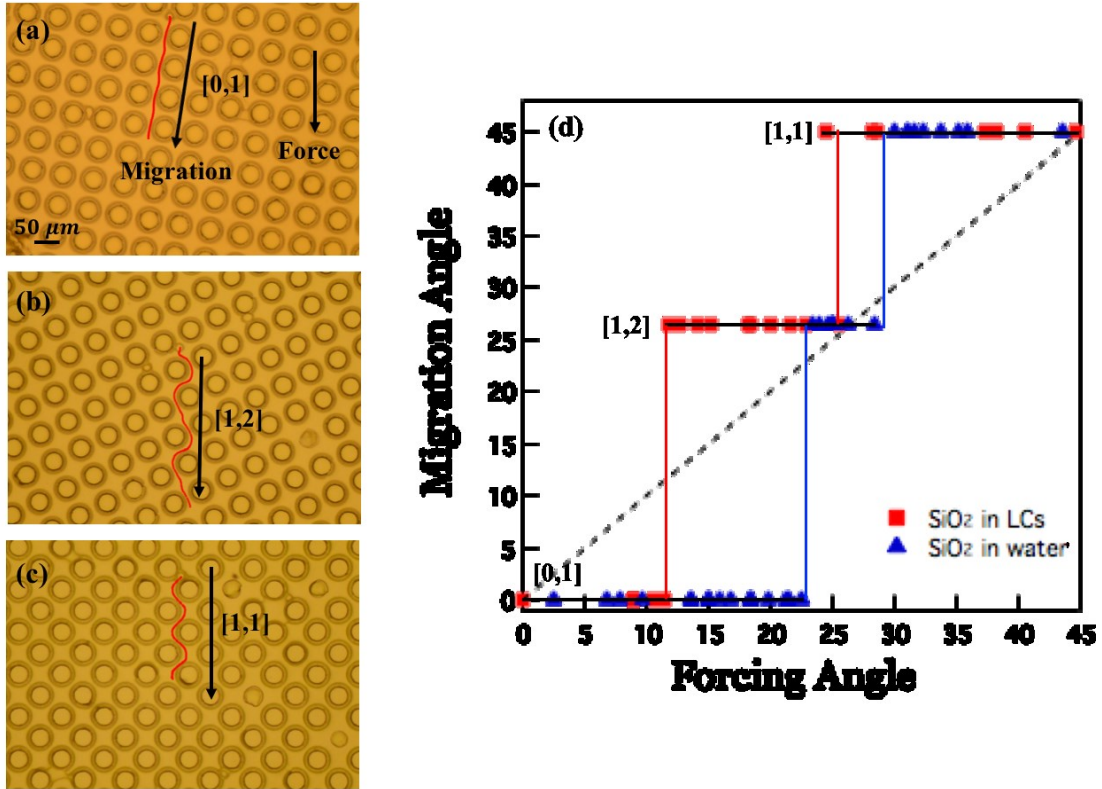 (a)
[0,1]
Force
Migration
50 μm
(b)
[1,2]
(c)
[1,1]
(d)
Migration Angle
45
40
35
30
25
20
15
10
5
0
[1,1]
[1,2]
[0,1]
SiO2 in LCs
SiO2 in water
0 5 10 15 20 25 30 35 40 45
Forcing Angle